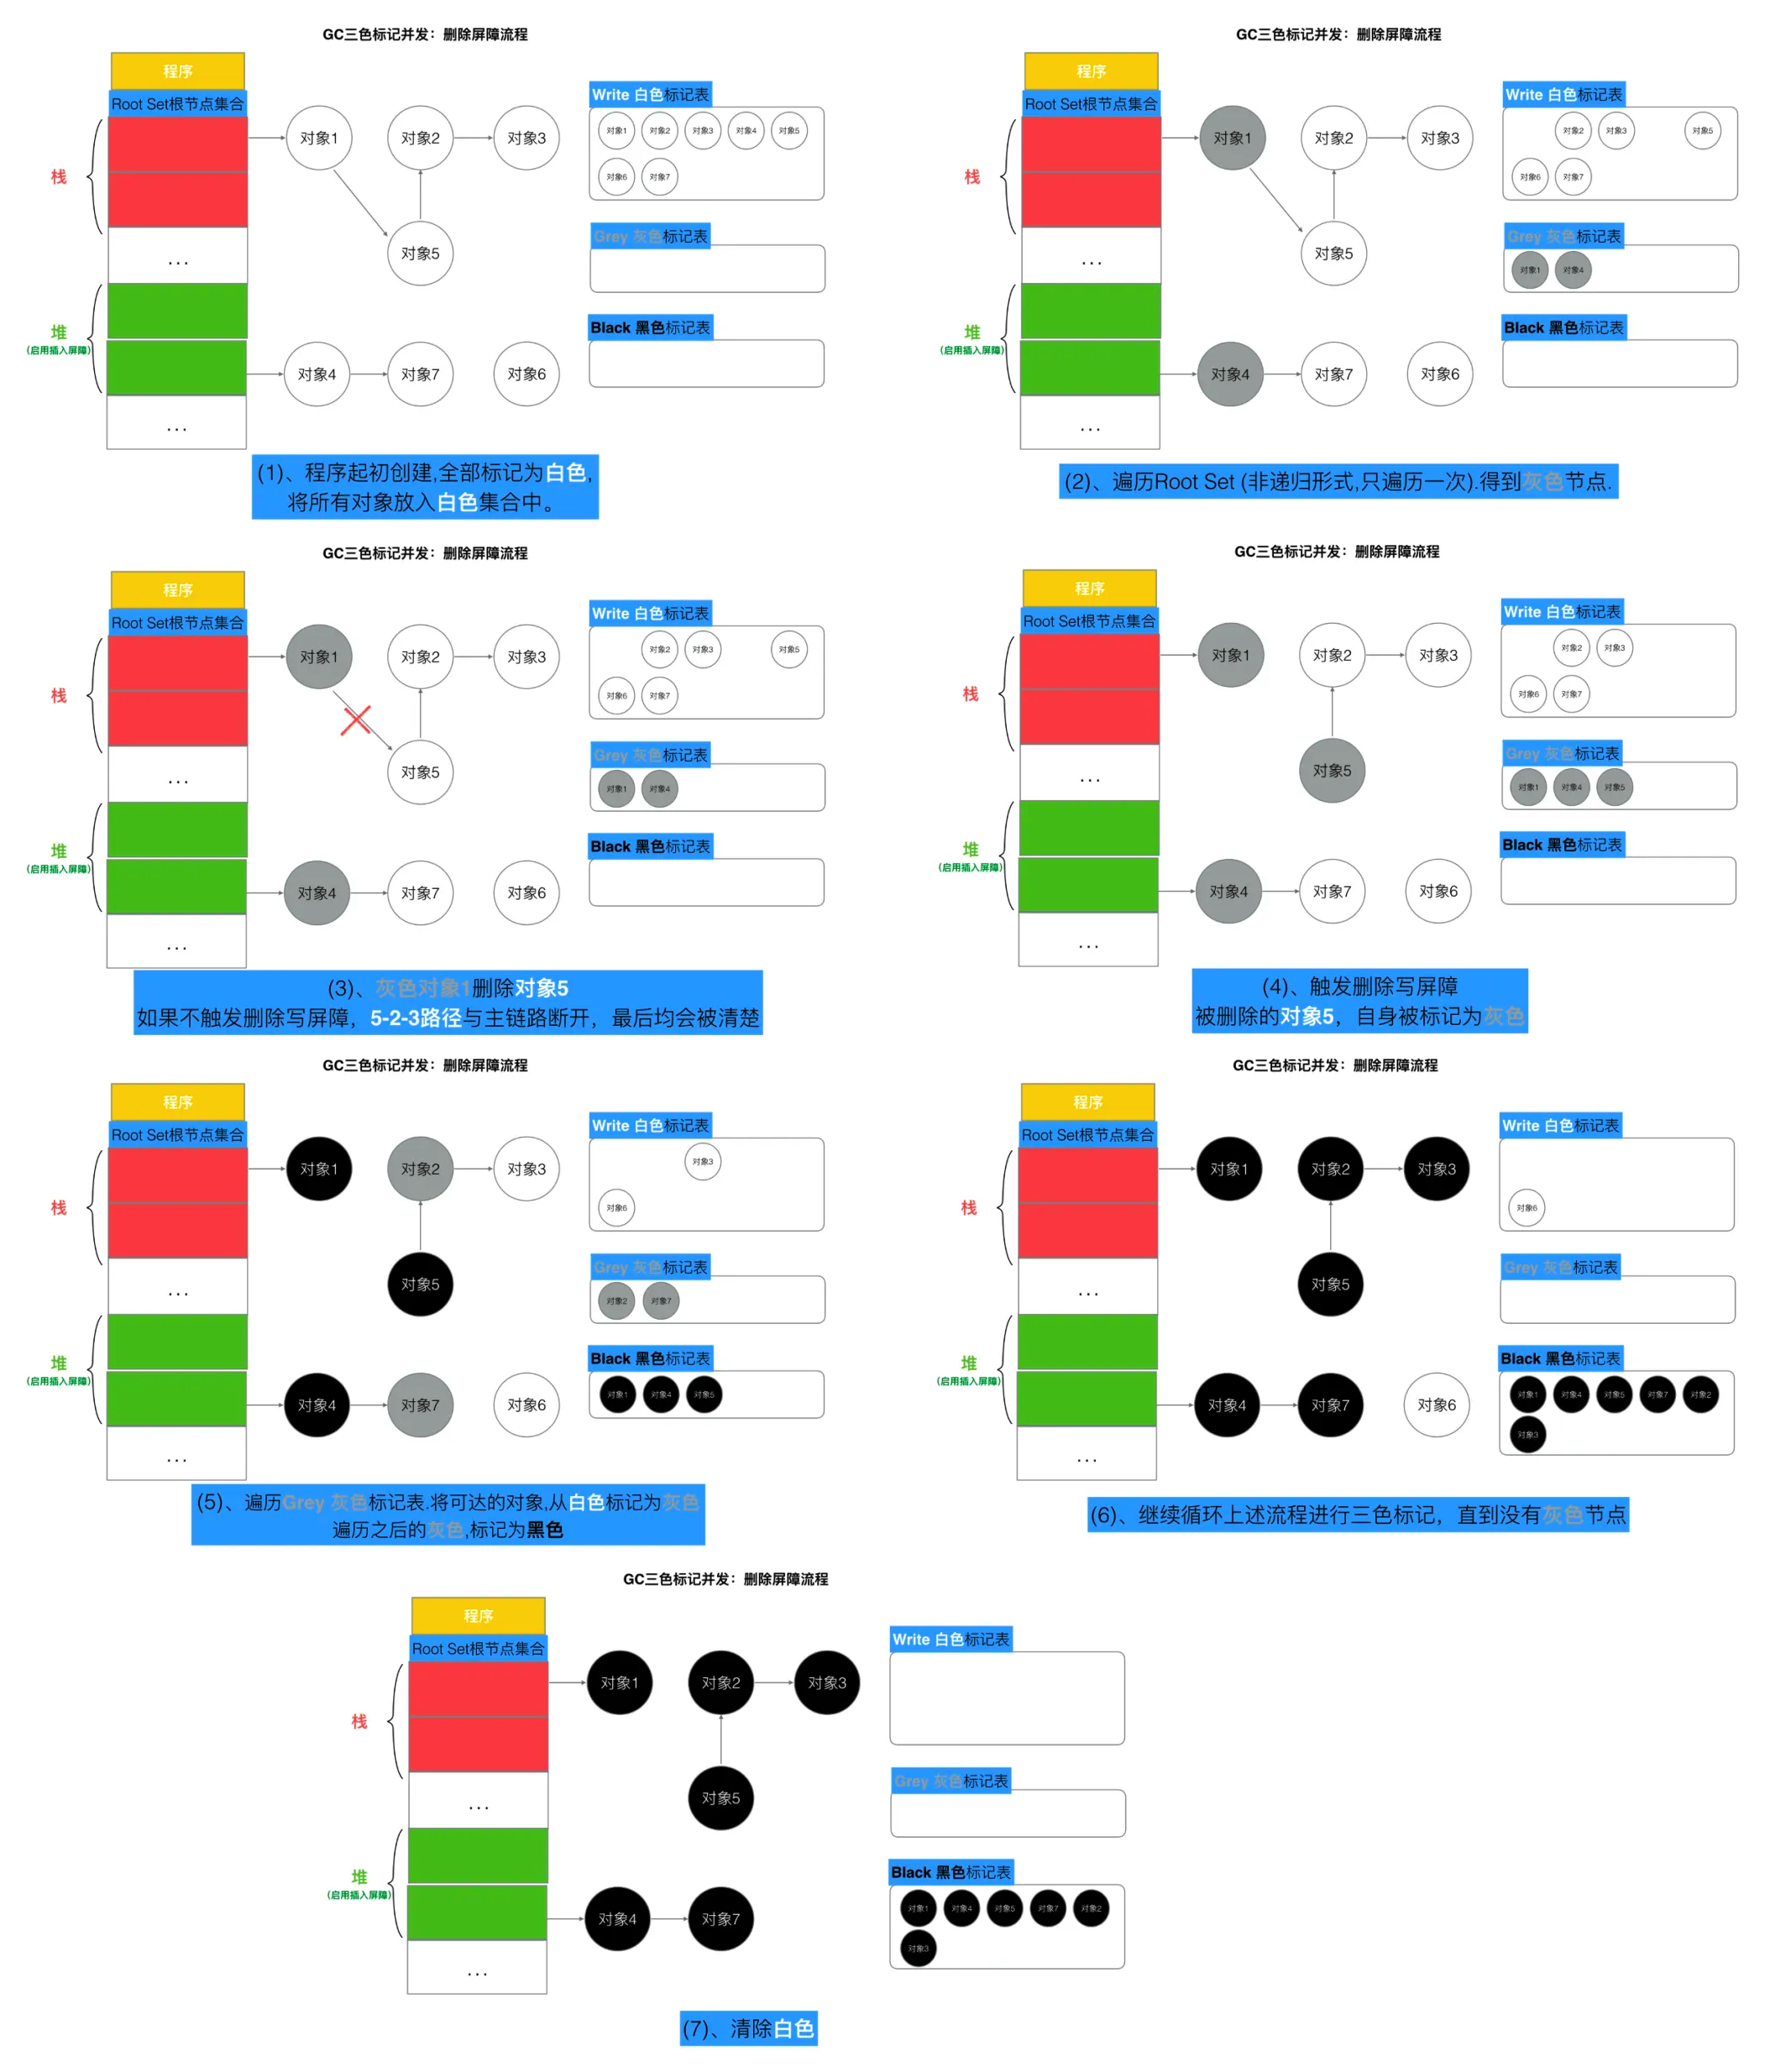 GC三色标记并发：删除屏障流程
程序
Root Set根节点集合
栈
...
堆
(启用插入屏障)
...
对象1
对象2
对象3
对象5
对象4
对象7
对象6
Write 白色标记表
对象1 对象2 对象3 对象4 对象5
对象6 对象7
Grey 灰色标记表
Black 黑色标记表
(1)、程序起初创建,全部标记为白色,
将所有对象放入白色集合中。
GC三色标记并发：删除屏障流程
程序
Root Set根节点集合
栈
...
堆
(启用插入屏障)
...
对象1
对象2
对象3
对象5
对象4
对象7
对象6
Write 白色标记表
对象2 对象3 对象5
对象6 对象7
Grey 灰色标记表
对象1 对象4
Black 黑色标记表
(2)、遍历Root Set (非递归形式,只遍历一次).得到灰色节点.
GC三色标记并发：删除屏障流程
程序
Root Set根节点集合
栈
...
堆
(启用插入屏障)
...
对象1
对象2
对象3
对象5
对象4
对象7
对象6
Write 白色标记表
对象2 对象3 对象5
对象6 对象7
Grey 灰色标记表
对象1 对象4
Black 黑色标记表
(3)、灰色对象1删除对象5
如果不触发删除写屏障，5-2-3路径与主链路断开，最后均会被清楚
GC三色标记并发：删除屏障流程
程序
Root Set根节点集合
栈
...
堆
(启用插入屏障)
...
对象1
对象2
对象3
对象5
对象4
对象7
对象6
Write 白色标记表
对象2 对象3
对象6 对象7
Grey 灰色标记表
对象1 对象4 对象5
Black 黑色标记表
(4)、触发删除写屏障
被删除的对象5，自身被标记为灰色
GC三色标记并发：删除屏障流程
程序
Root Set根节点集合
栈
...
堆
(启用插入屏障)
...
对象1
对象2
对象3
对象5
对象4
对象7
对象6
Write 白色标记表
对象3
对象6
Grey 灰色标记表
对象2 对象7
Black 黑色标记表
对象1 对象4 对象5
(5)、遍历Grey 灰色标记表.将可达的对象,从白色标记为灰色
遍历之后的灰色,标记为黑色
GC三色标记并发：删除屏障流程
程序
Root Set根节点集合
栈
...
堆
(启用插入屏障)
...
对象1
对象2
对象3
对象5
对象4
对象7
对象6
Write 白色标记表
对象6
Grey 灰色标记表
Black 黑色标记表
对象1 对象4 对象5 对象7 对象2
对象3
(6)、继续循环上述流程进行三色标记，直到没有灰色节点
GC三色标记并发：删除屏障流程
程序
Root Set根节点集合
栈
...
堆
(启用插入屏障)
...
对象1
对象2
对象3
对象5
对象4
对象7
Write 白色标记表
Grey 灰色标记表
Black 黑色标记表
对象1 对象4 对象5 对象7 对象2
对象3
(7)、清除白色